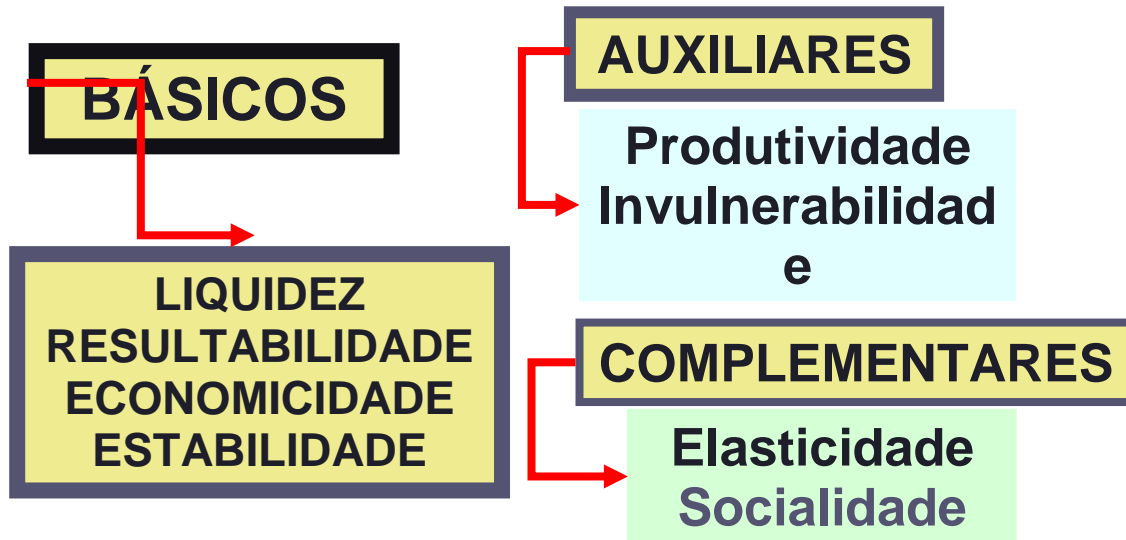 BÁSICOS
LIQUIDEZ
RESULTABILIDADE
ECONOMICIDADE
ESTABILIDADE
AUXILIARES
Produtividade
Invulnerabilidad
e
COMPLEMENTARES
Elasticidade
Socialidade